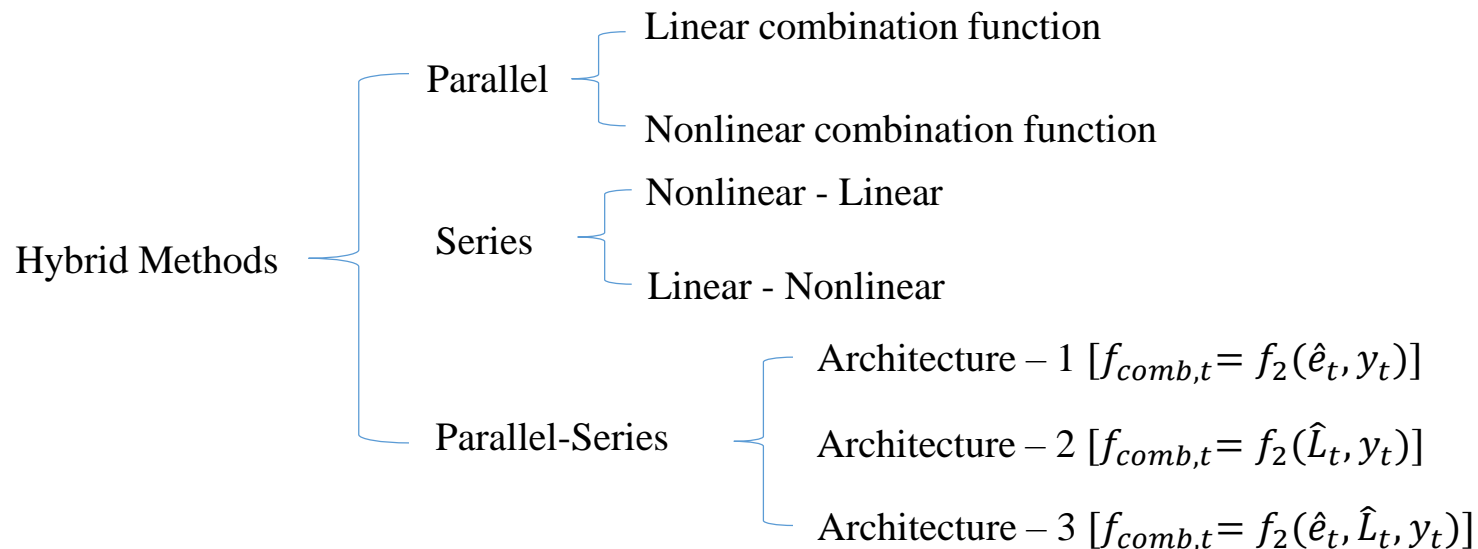 Linear combination function
Parallel
Nonlinear combination function
Nonlinear - Linear
Series
Hybrid Methods
Linear - Nonlinear
Architecture – 1 [f_{comb,t}= f_2(ê_t, y_t)]
Parallel-Series
Architecture – 2 [f_{comb,t}= f_2(L̂_t, y_t)]
Architecture – 3 [f_{comb,t}= f_2(ê_t, L̂_t, y_t)]